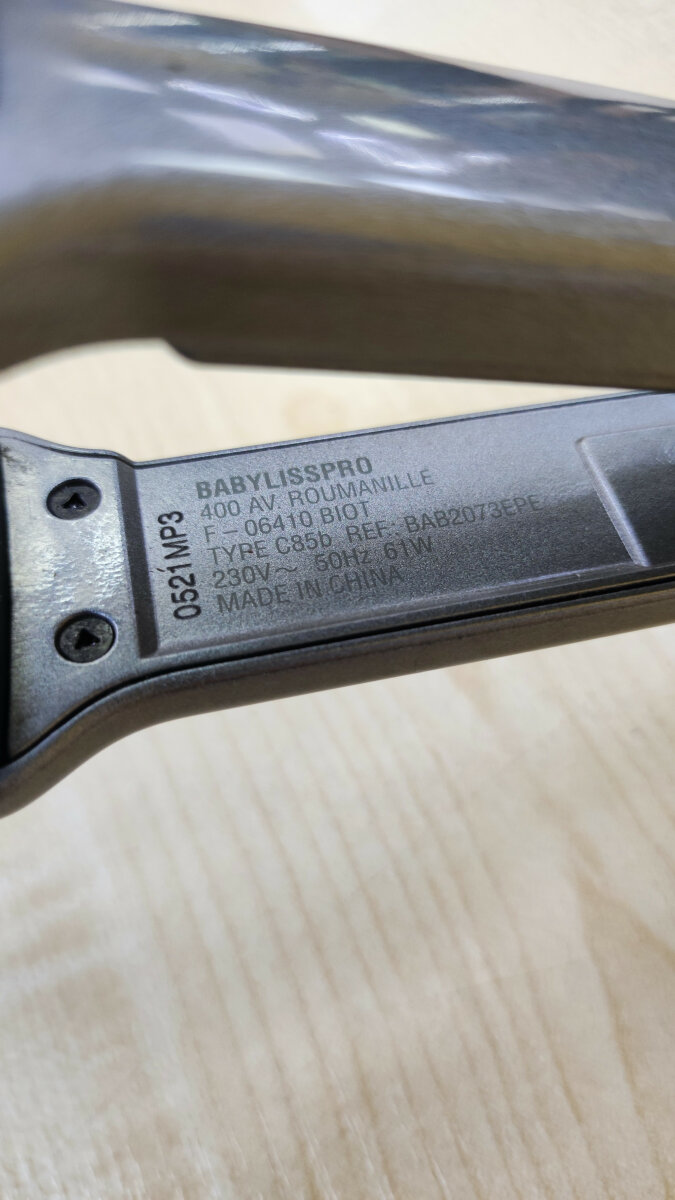 BABYLISSPRO
400 AV. ROUMANILLE
F – 06410 BIOT
TYPE C85b REF: BAB2073EPE
230V~ 50Hz 61W
MADE IN CHINA
0521MP3